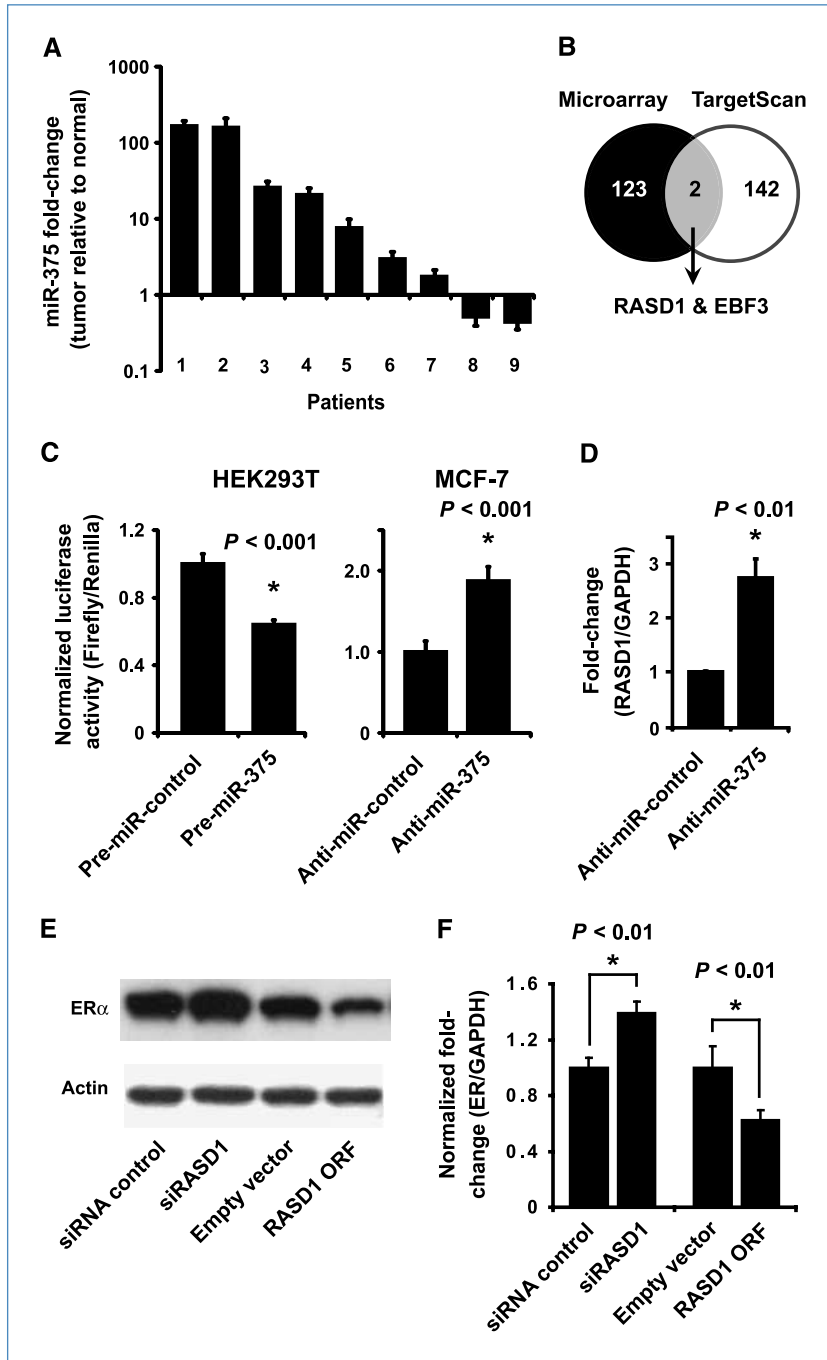 A
miR-375 fold-change
(tumor relative to normal)
1000
100
10
1
0.1
1 2 3 4 5 6 7 8 9
Patients
B
Microarray TargetScan
123 2 142
RASD1 & EBF3
C
HEK293T
Normalized luciferase
activity (Firefly/Renilla)
1.2
0.8
0.4
0
P < 0.001
*
Pre-miR-control
Pre-miR-375
MCF-7
2.0
1.0
0
P < 0.001
*
Anti-miR-control
Anti-miR-375
D
Fold-change
(RASD1/GAPDH)
3
2
1
0
P < 0.01
*
Anti-miR-control
Anti-miR-375
E
ERα
Actin
siRNA control
siRASD1
Empty vector
RASD1 ORF
F
Normalized fold-
change (ER/GAPDH)
1.6
1.2
0.8
0.4
0
P < 0.01
*
P < 0.01
*
siRNA control
siRASD1
Empty vector
RASD1 ORF